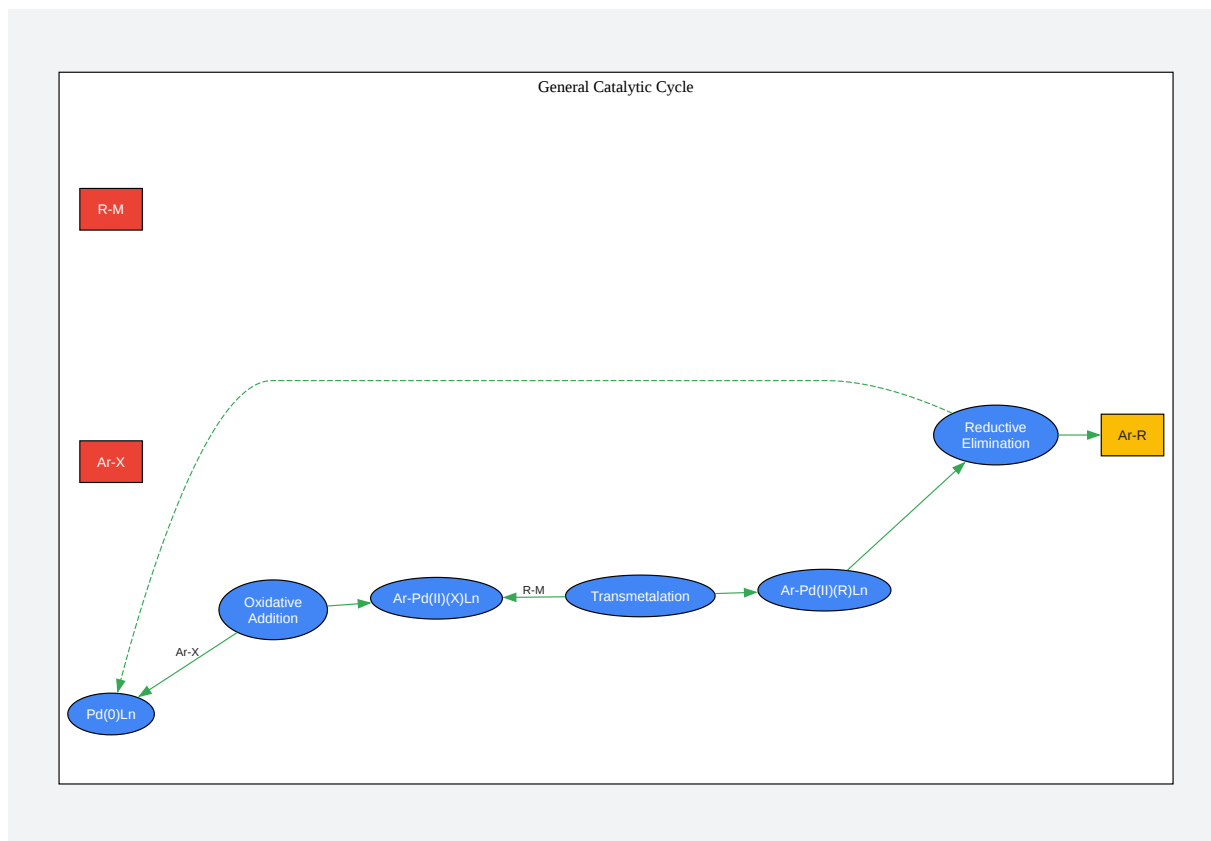 General Catalytic Cycle
R-M
Ar-X
Reductive
Elimination
Ar-R
Oxidative
Addition
Ar-Pd(II)(X)Ln
R-M
Transmetalation
Ar-Pd(II)(R)Ln
Ar-X
Pd(0)Ln